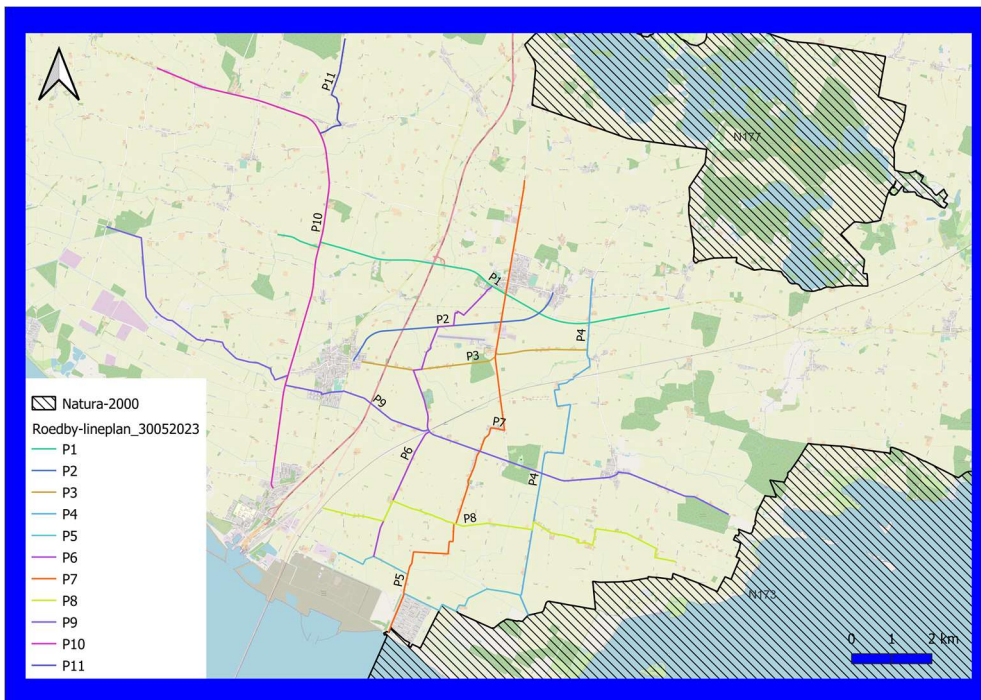 P11
N177
P10
P1
P2
P4
P3
P9
P7
P6
P4
P8
P5
N173
0 1 2 km
Natura-2000
Roedby-lineplan_30052023
P1
P2
P3
P4
P5
P6
P7
P8
P9
P10
P11